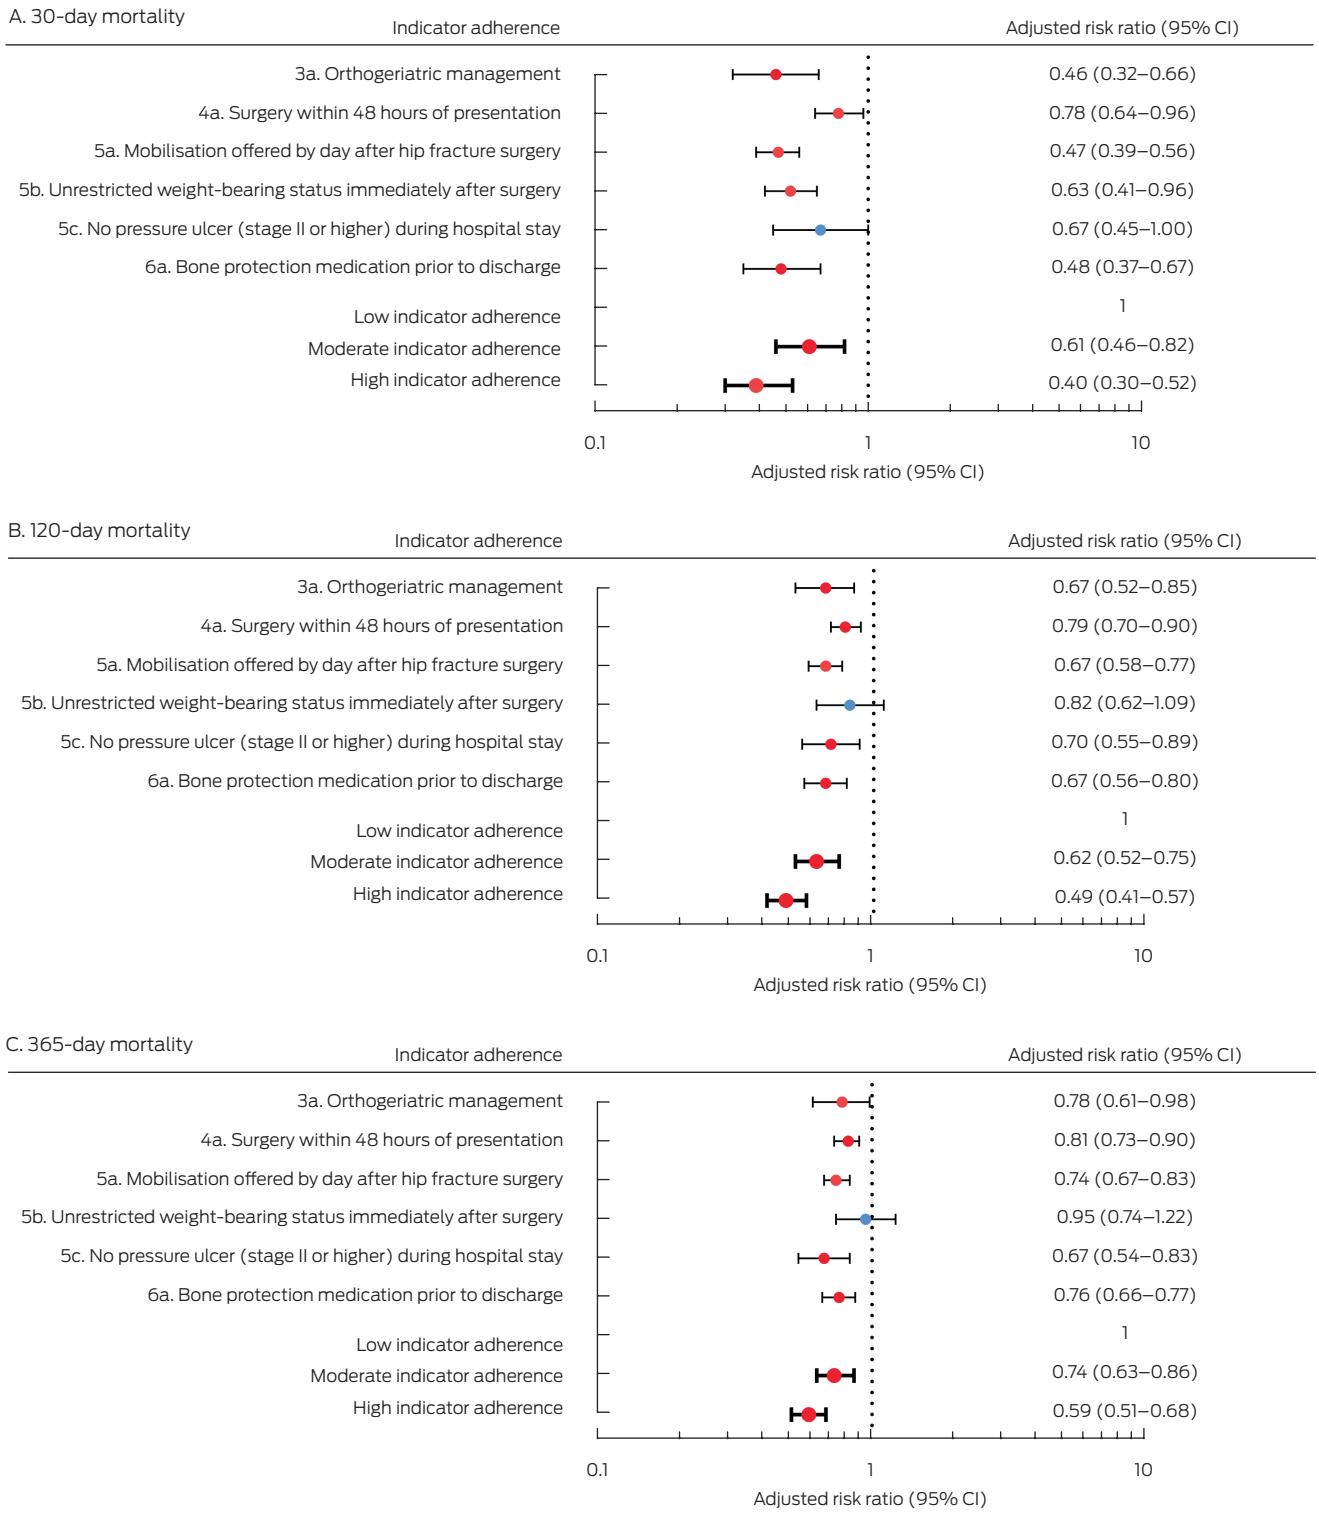 A. 30-day mortality
Indicator adherence Adjusted risk ratio (95% CI)
3a. Orthogeriatric management 0.46 (0.32–0.66)
4a. Surgery within 48 hours of presentation 0.78 (0.64–0.96)
5a. Mobilisation offered by day after hip fracture surgery 0.47 (0.39–0.56)
5b. Unrestricted weight-bearing status immediately after surgery 0.63 (0.41–0.96)
5c. No pressure ulcer (stage II or higher) during hospital stay 0.67 (0.45–1.00)
6a. Bone protection medication prior to discharge 0.48 (0.37–0.67)
Low indicator adherence 1
Moderate indicator adherence 0.61 (0.46–0.82)
High indicator adherence 0.40 (0.30–0.52)
0.1 1 10
Adjusted risk ratio (95% CI)
B. 120-day mortality
Indicator adherence Adjusted risk ratio (95% CI)
3a. Orthogeriatric management 0.67 (0.52–0.85)
4a. Surgery within 48 hours of presentation 0.79 (0.70–0.90)
5a. Mobilisation offered by day after hip fracture surgery 0.67 (0.58–0.77)
5b. Unrestricted weight-bearing status immediately after surgery 0.82 (0.62–1.09)
5c. No pressure ulcer (stage II or higher) during hospital stay 0.70 (0.55–0.89)
6a. Bone protection medication prior to discharge 0.67 (0.56–0.80)
Low indicator adherence 1
Moderate indicator adherence 0.62 (0.52–0.75)
High indicator adherence 0.49 (0.41–0.57)
0.1 1 10
Adjusted risk ratio (95% CI)
C. 365-day mortality
Indicator adherence Adjusted risk ratio (95% CI)
3a. Orthogeriatric management 0.78 (0.61–0.98)
4a. Surgery within 48 hours of presentation 0.81 (0.73–0.90)
5a. Mobilisation offered by day after hip fracture surgery 0.74 (0.67–0.83)
5b. Unrestricted weight-bearing status immediately after surgery 0.95 (0.74–1.22)
5c. No pressure ulcer (stage II or higher) during hospital stay 0.67 (0.54–0.83)
6a. Bone protection medication prior to discharge 0.76 (0.66–0.77)
Low indicator adherence 1
Moderate indicator adherence 0.74 (0.63–0.86)
High indicator adherence 0.59 (0.51–0.68)
0.1 1 10
Adjusted risk ratio (95% CI)